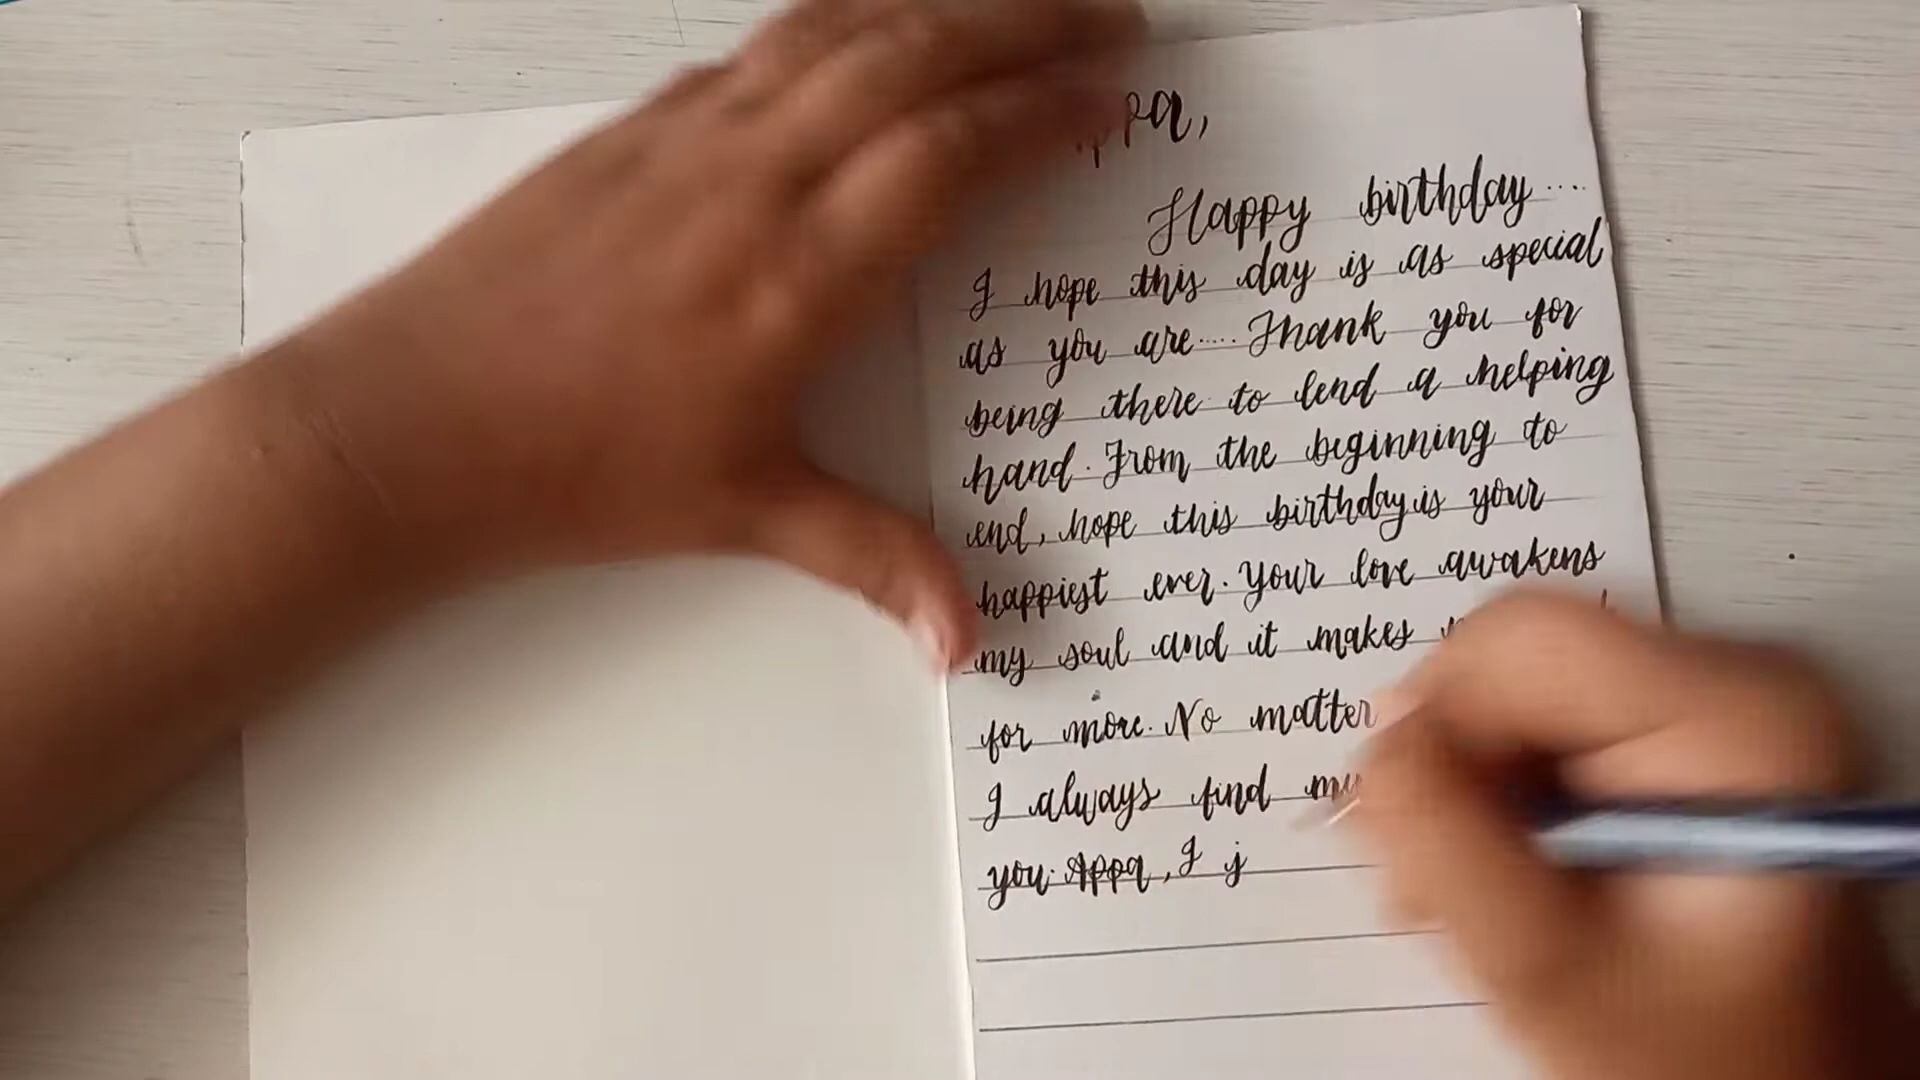 Happy birthday....
I hope this day is as special
as you are..... Thank you for
being there to lend a helping
hand. From the beginning to
end, hope this birthday is your
happiest ever. Your love awakens
my soul and it makes
for more. No matter
I always find
you. Appa, I j